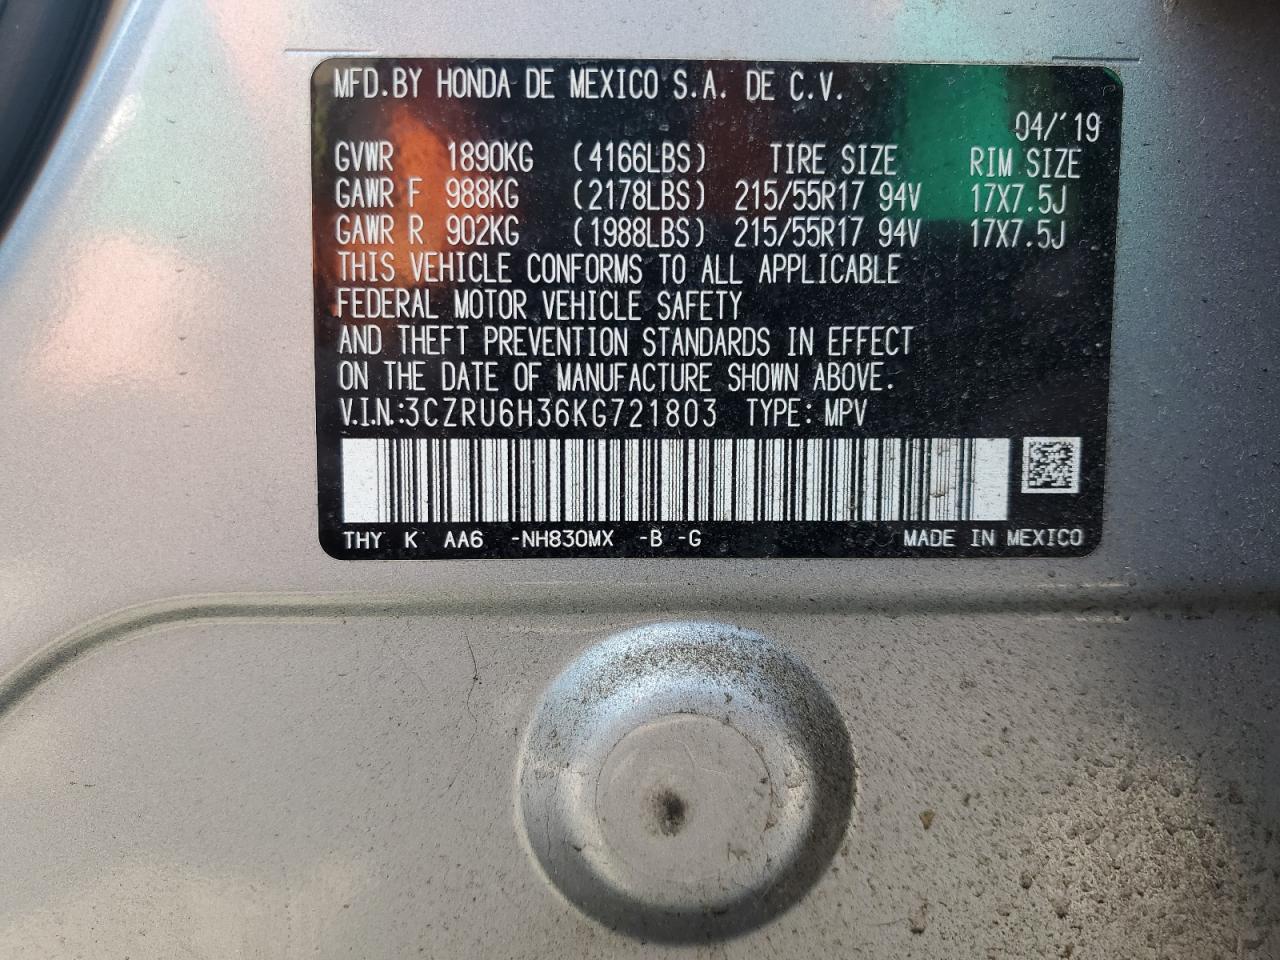 MFD.BY HONDA DE MEXICO S.A. DE C.V.
04/'19
GVWR 1890KG (4166LBS) TIRE SIZE RIM SIZE
GAWR F 988KG (2178LBS) 215/55R17 94V 17X7.5J
GAWR R 902KG (1988LBS) 215/55R17 94V 17X7.5J
THIS VEHICLE CONFORMS TO ALL APPLICABLE
FEDERAL MOTOR VEHICLE SAFETY
AND THEFT PREVENTION STANDARDS IN EFFECT
ON THE DATE OF MANUFACTURE SHOWN ABOVE.
V.I.N.:3CZRU6H36KG721803 TYPE: MPV
THY K AA6 -NH830MX -B -G MADE IN MEXICO